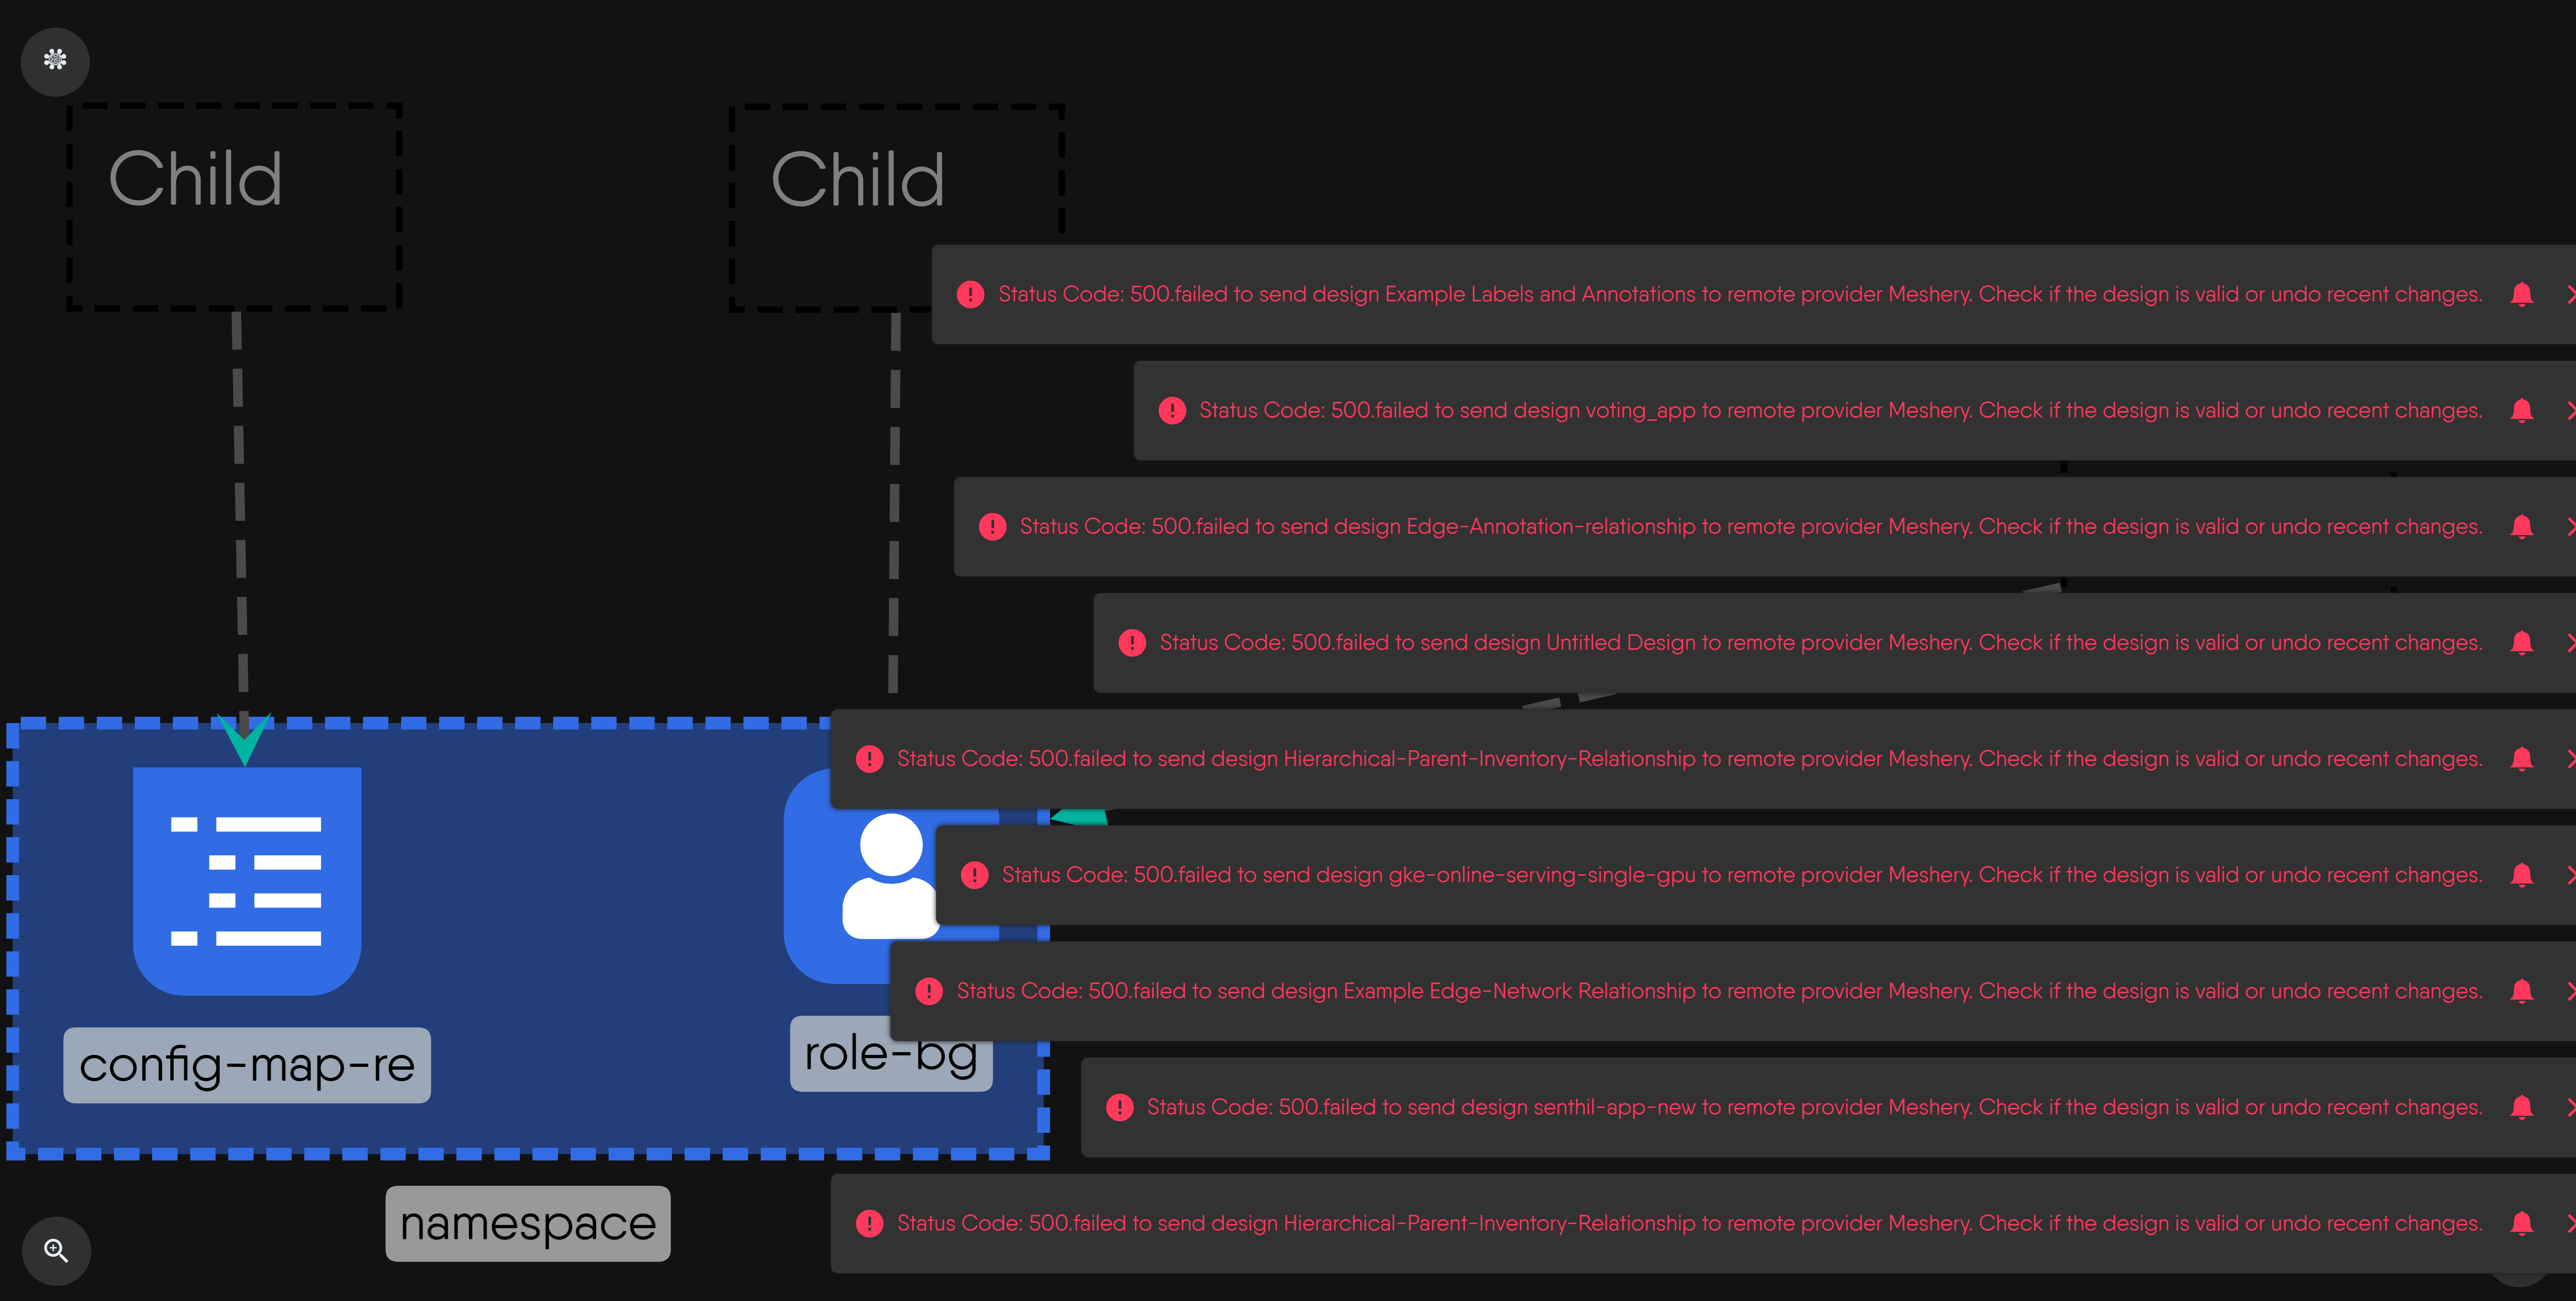 Child
Child
Status Code: 500.failed to send design Example Labels and Annotations to remote provider Meshery. Check if the design is valid or undo recent changes.
Status Code: 500.failed to send design voting_app to remote provider Meshery. Check if the design is valid or undo recent changes.
Status Code: 500.failed to send design Edge-Annotation-relationship to remote provider Meshery. Check if the design is valid or undo recent changes.
Status Code: 500.failed to send design Untitled Design to remote provider Meshery. Check if the design is valid or undo recent changes.
Status Code: 500.failed to send design Hierarchical-Parent-Inventory-Relationship to remote provider Meshery. Check if the design is valid or undo recent changes.
Status Code: 500.failed to send design gke-online-serving-single-gpu to remote provider Meshery. Check if the design is valid or undo recent changes.
Status Code: 500.failed to send design Example Edge-Network Relationship to remote provider Meshery. Check if the design is valid or undo recent changes.
config-map-re
role-bg
Status Code: 500.failed to send design senthil-app-new to remote provider Meshery. Check if the design is valid or undo recent changes.
namespace
Status Code: 500.failed to send design Hierarchical-Parent-Inventory-Relationship to remote provider Meshery. Check if the design is valid or undo recent changes.